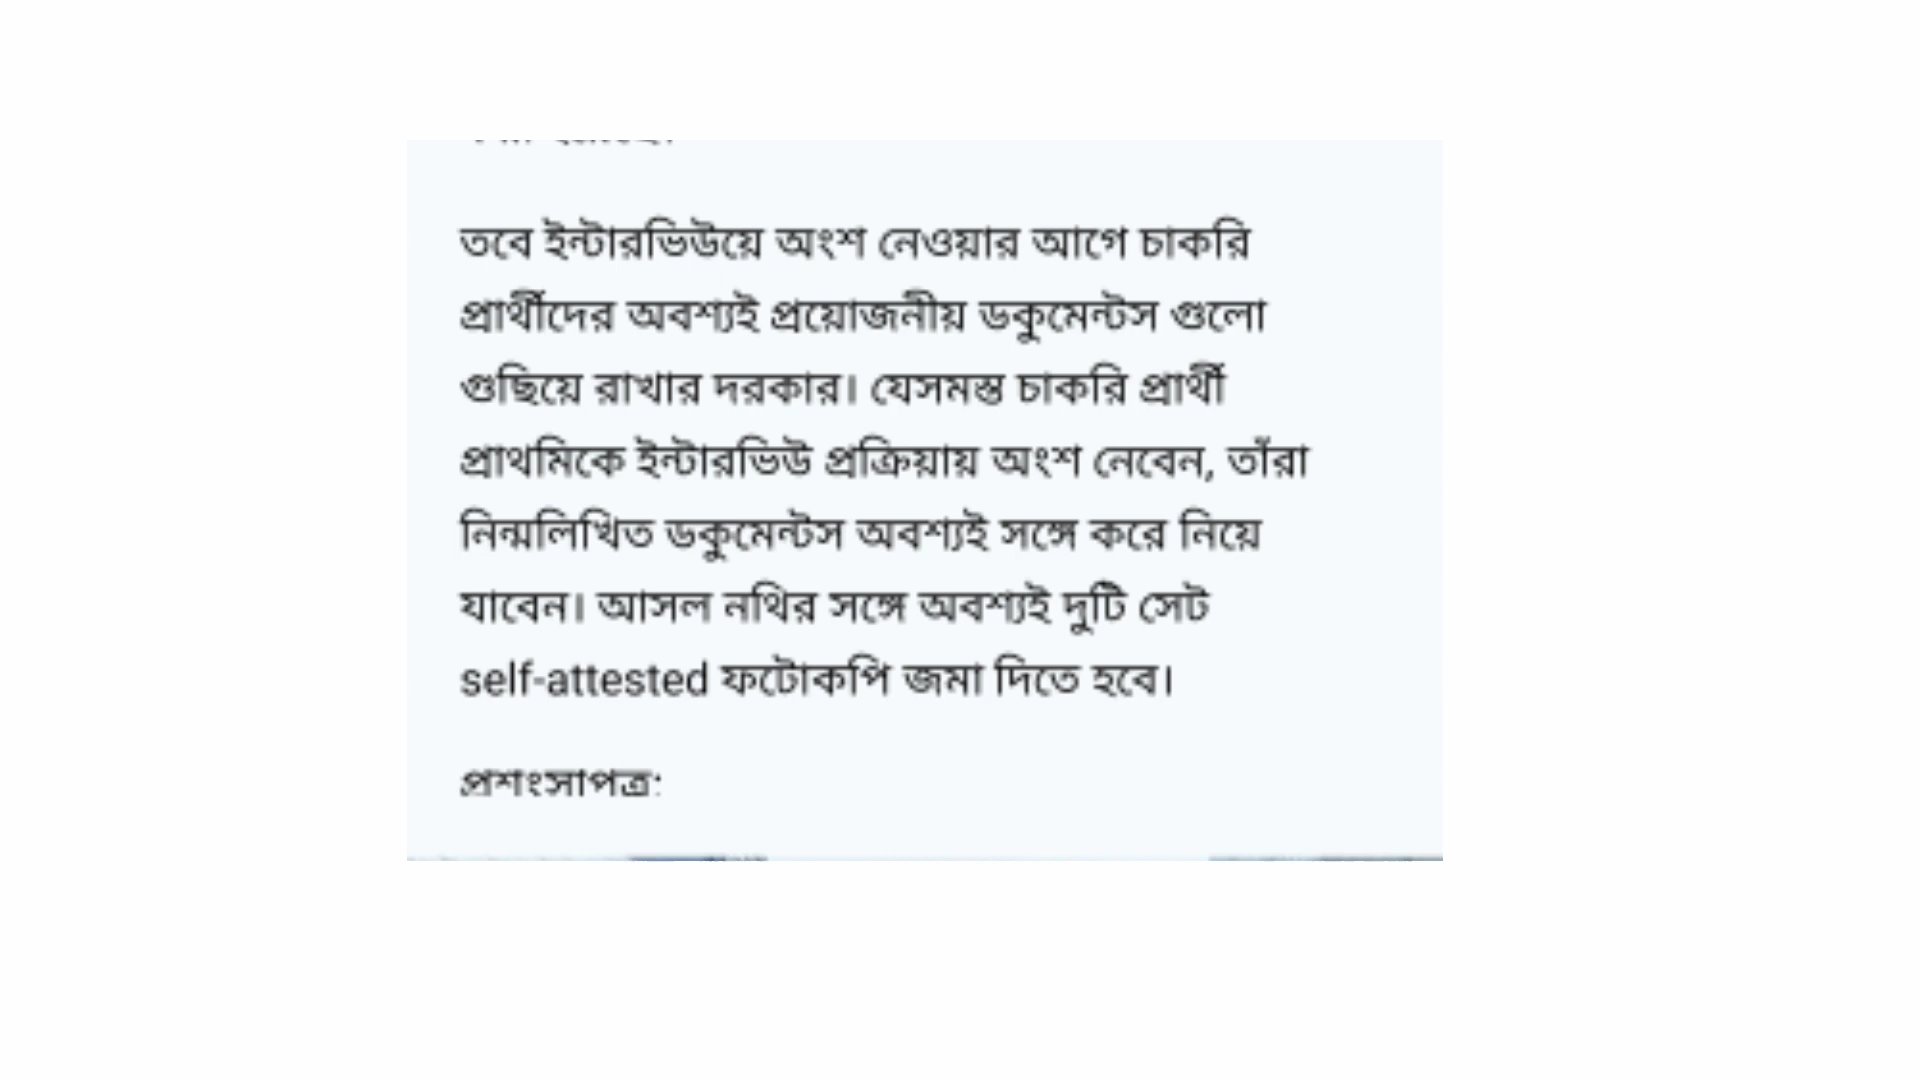 তবে ইন্টারভিউয়ে অংশ নেওয়ার আগে চাকরি
প্রার্থীদের অবশ্যই প্রয়োজনীয় ডকুমেন্টস গুলো
গুছিয়ে রাখার দরকার। যেসমস্ত চাকরি প্রার্থী
প্রাথমিকে ইন্টারভিউ প্রক্রিয়ায় অংশ নেবেন, তাঁরা
নিন্মলিখিত ডকুমেন্টস অবশ্যই সঙ্গে করে নিয়ে
যাবেন। আসল নথির সঙ্গে অবশ্যই দুটি সেট
self-attested ফটোকপি জমা দিতে হবে।
প্রশংসাপত্র: